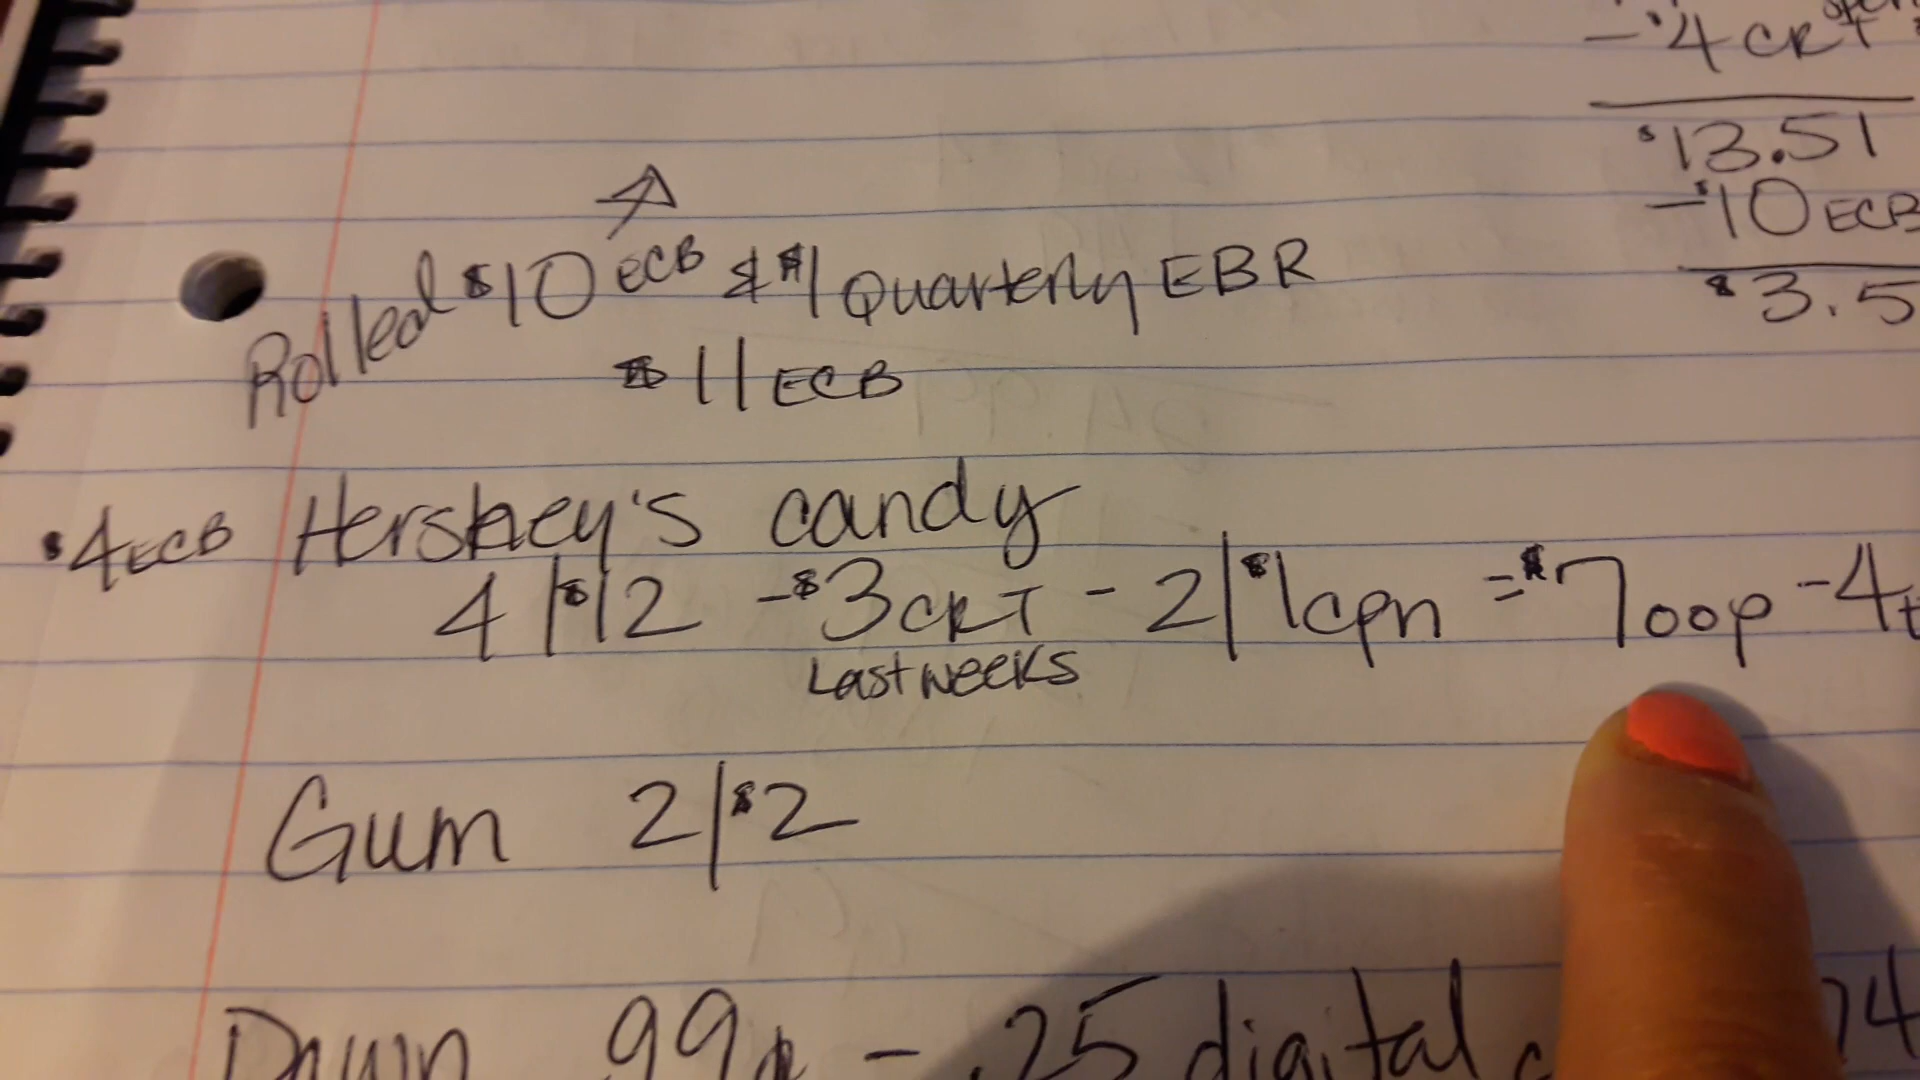 -$4 CRT
$13.51
-$10 ECB
$3.5
Rolled $10 ECB & $1 Quarterly EBR
$11 ECB
$4 ECB Hershey's candy
4/$12 -$3 CRT - 2/$1 cpn = $7 oop -4
Last weeks
Gum 2/$2
Dawn .99 - .25 digital 74